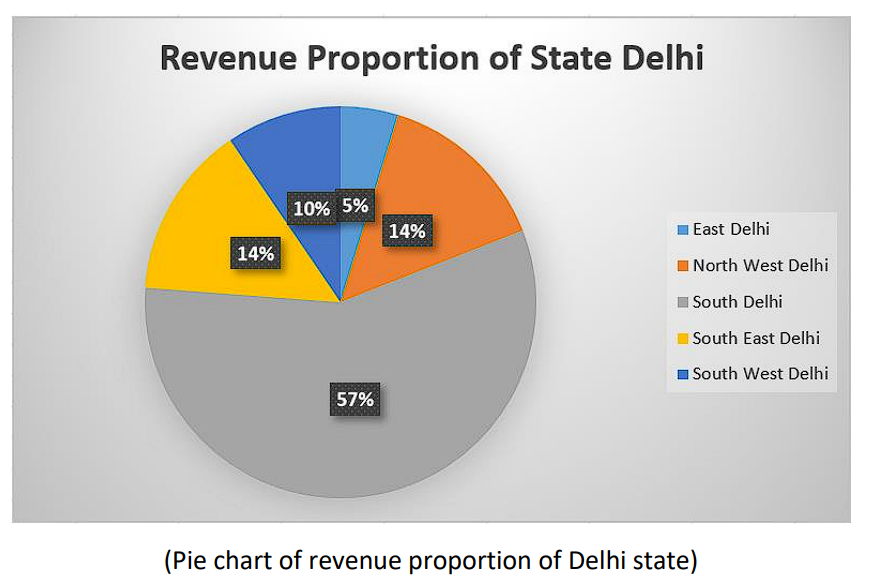 Revenue Proportion of State Delhi
10%
5%
14%
14%
57%
East Delhi
North West Delhi
South Delhi
South East Delhi
South West Delhi
(Pie chart of revenue proportion of Delhi state)